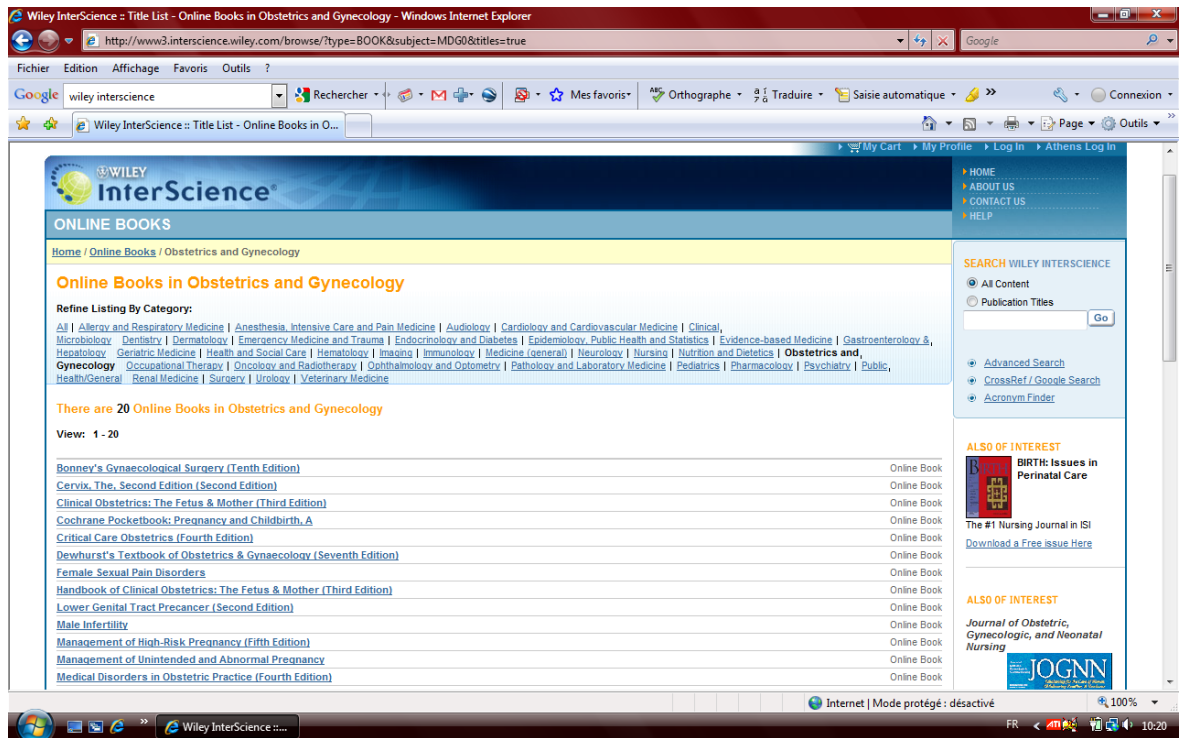 Wiley InterScience :: Title List - Online Books in Obstetrics and Gynecology - Windows Internet Explorer
http://www3.interscience.wiley.com/browse/?type=BOOK&subject=MDG0&titles=true
Google
Fichier Edition Affichage Favoris Outils ?
Google wiley interscience Rechercher Mes favoris Orthographe Traduire Saisie automatique Connexion
Wiley InterScience :: Title List - Online Books in O... Page Outils
My Cart My Profile Log In Athens Log In
WILEY
InterScience®
HOME
ABOUT US
CONTACT US
HELP
ONLINE BOOKS
Home / Online Books / Obstetrics and Gynecology
Online Books in Obstetrics and Gynecology
Refine Listing By Category:
All | Allergy and Respiratory Medicine | Anesthesia, Intensive Care and Pain Medicine | Audiology | Cardiology and Cardiovascular Medicine | Clinical,
Microbiology Dentistry | Dermatology | Emergency Medicine and Trauma | Endocrinology and Diabetes | Epidemiology, Public Health and Statistics | Evidence-based Medicine | Gastroenterology &,
Hepatology Geriatric Medicine | Health and Social Care | Hematology | Imaging | Immunology | Medicine (general) | Neurology | Nursing | Nutrition and Dietetics | Obstetrics and,
Gynecology Occupational Therapy | Oncology and Radiotherapy | Ophthalmology and Optometry | Pathology and Laboratory Medicine | Pediatrics | Pharmacology | Psychiatry | Public,
Health/General Renal Medicine | Surgery | Urology | Veterinary Medicine
There are 20 Online Books in Obstetrics and Gynecology
View: 1 - 20
Bonney's Gynaecological Surgery (Tenth Edition) Online Book
Cervix, The, Second Edition (Second Edition) Online Book
Clinical Obstetrics: The Fetus & Mother (Third Edition) Online Book
Cochrane Pocketbook: Pregnancy and Childbirth, A Online Book
Critical Care Obstetrics (Fourth Edition) Online Book
Dewhurst's Textbook of Obstetrics & Gynaecology (Seventh Edition) Online Book
Female Sexual Pain Disorders Online Book
Handbook of Clinical Obstetrics: The Fetus & Mother (Third Edition) Online Book
Lower Genital Tract Precancer (Second Edition) Online Book
Male Infertility Online Book
Management of High-Risk Pregnancy (Fifth Edition) Online Book
Management of Unintended and Abnormal Pregnancy Online Book
Medical Disorders in Obstetric Practice (Fourth Edition) Online Book
SEARCH WILEY INTERSCIENCE
All Content
Publication Titles
Go
Advanced Search
CrossRef / Google Search
Acronym Finder
ALSO OF INTEREST
BIRTH: Issues in
Perinatal Care
The #1 Nursing Journal in ISI
Download a Free issue Here
ALSO OF INTEREST
Journal of Obstetric,
Gynecologic, and Neonatal
Nursing
JOGNN
Internet | Mode protégé : désactivé 100%
Wiley InterScience ::... FR 10:20